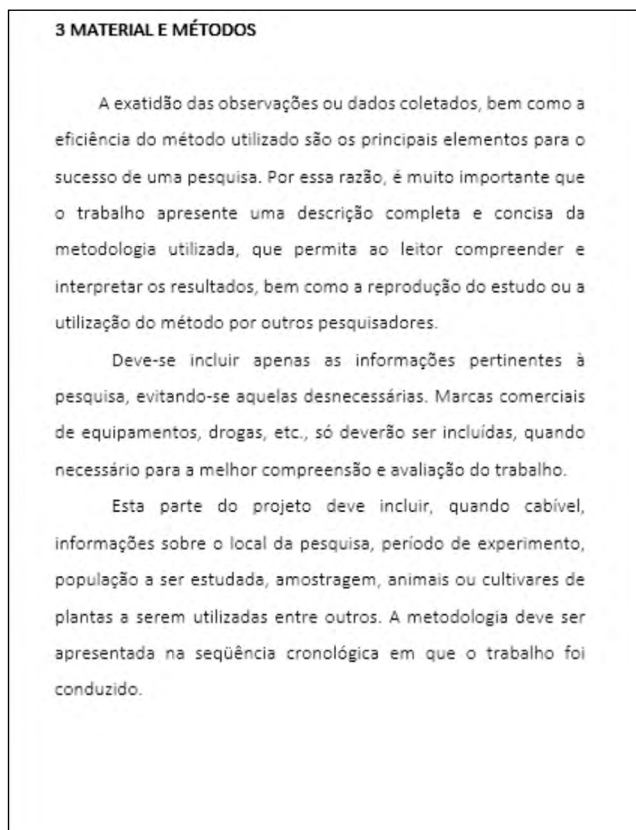 3 MATERIAL E MÉTODOS
A exatidão das observações ou dados coletados, bem como a
eficiência do método utilizado são os principais elementos para o
sucesso de uma pesquisa. Por essa razão, é muito importante que
o trabalho apresente uma descrição completa e concisa da
metodologia utilizada, que permita ao leitor compreender e
interpretar os resultados, bem como a reprodução do estudo ou a
utilização do método por outros pesquisadores.
Deve-se incluir apenas as informações pertinentes à
pesquisa, evitando-se aquelas desnecessárias. Marcas comerciais
de equipamentos, drogas, etc., só deverão ser incluídas, quando
necessário para a melhor compreensão e avaliação do trabalho.
Esta parte do projeto deve incluir, quando cabível,
informações sobre o local da pesquisa, período de experimento,
população a ser estudada, amostragem, animais ou cultivares de
plantas a serem utilizadas entre outros. A metodologia deve ser
apresentada na seqüência cronológica em que o trabalho foi
conduzido.